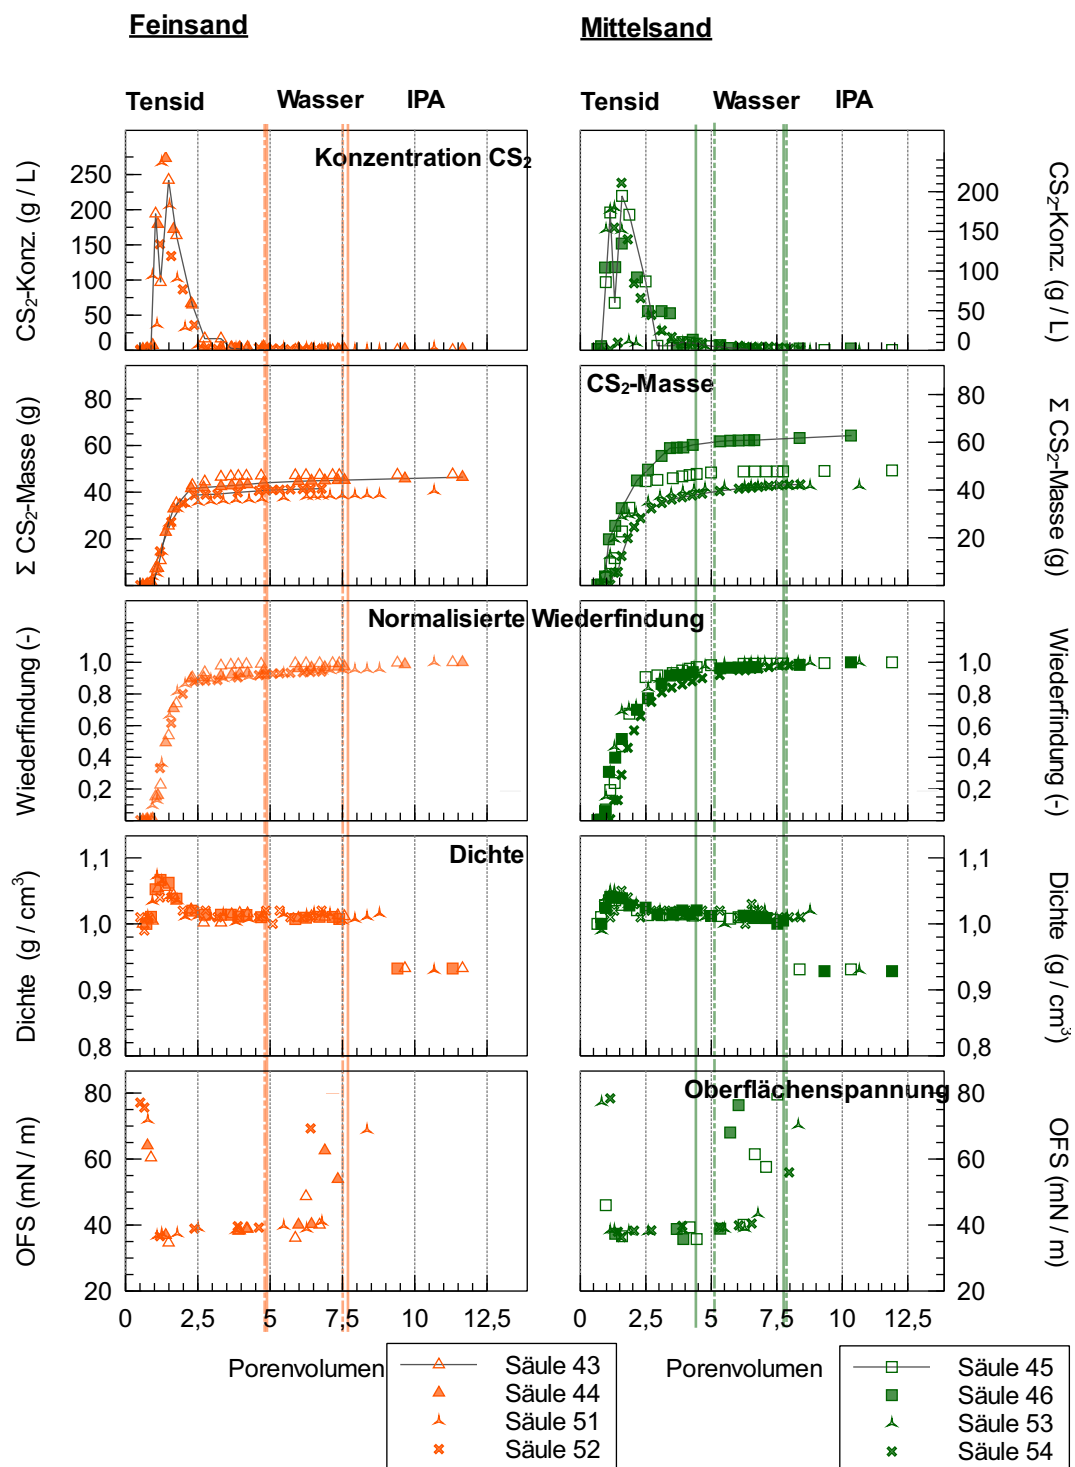 Feinsand
Mittelsand
Tensid Wasser IPA
Tensid Wasser IPA
Konzentration CS₂
CS₂-Konz. (g / L)
250
200
150
100
50
0
200
150
100
50
0
CS₂-Konz. (g / L)
CS₂-Masse
Σ CS₂-Masse (g)
80
60
40
20
80
60
40
20
Σ CS₂-Masse (g)
Normalisierte Wiederfindung
Wiederfindung (-)
1,0
0,8
0,6
0,4
0,2
1,0
0,8
0,6
0,4
0,2
Wiederfindung (-)
Dichte
Dichte (g / cm³)
1,1
1,0
0,9
0,8
1,1
1,0
0,9
0,8
Dichte (g / cm³)
Oberflächenspannung
OFS (mN / m)
80
60
40
20
80
60
40
20
OFS (mN / m)
0 2,5 5 7,5 10 12,5
0 2,5 5 7,5 10 12,5
Porenvolumen
Säule 43
Säule 44
Säule 51
Säule 52
Porenvolumen
Säule 45
Säule 46
Säule 53
Säule 54